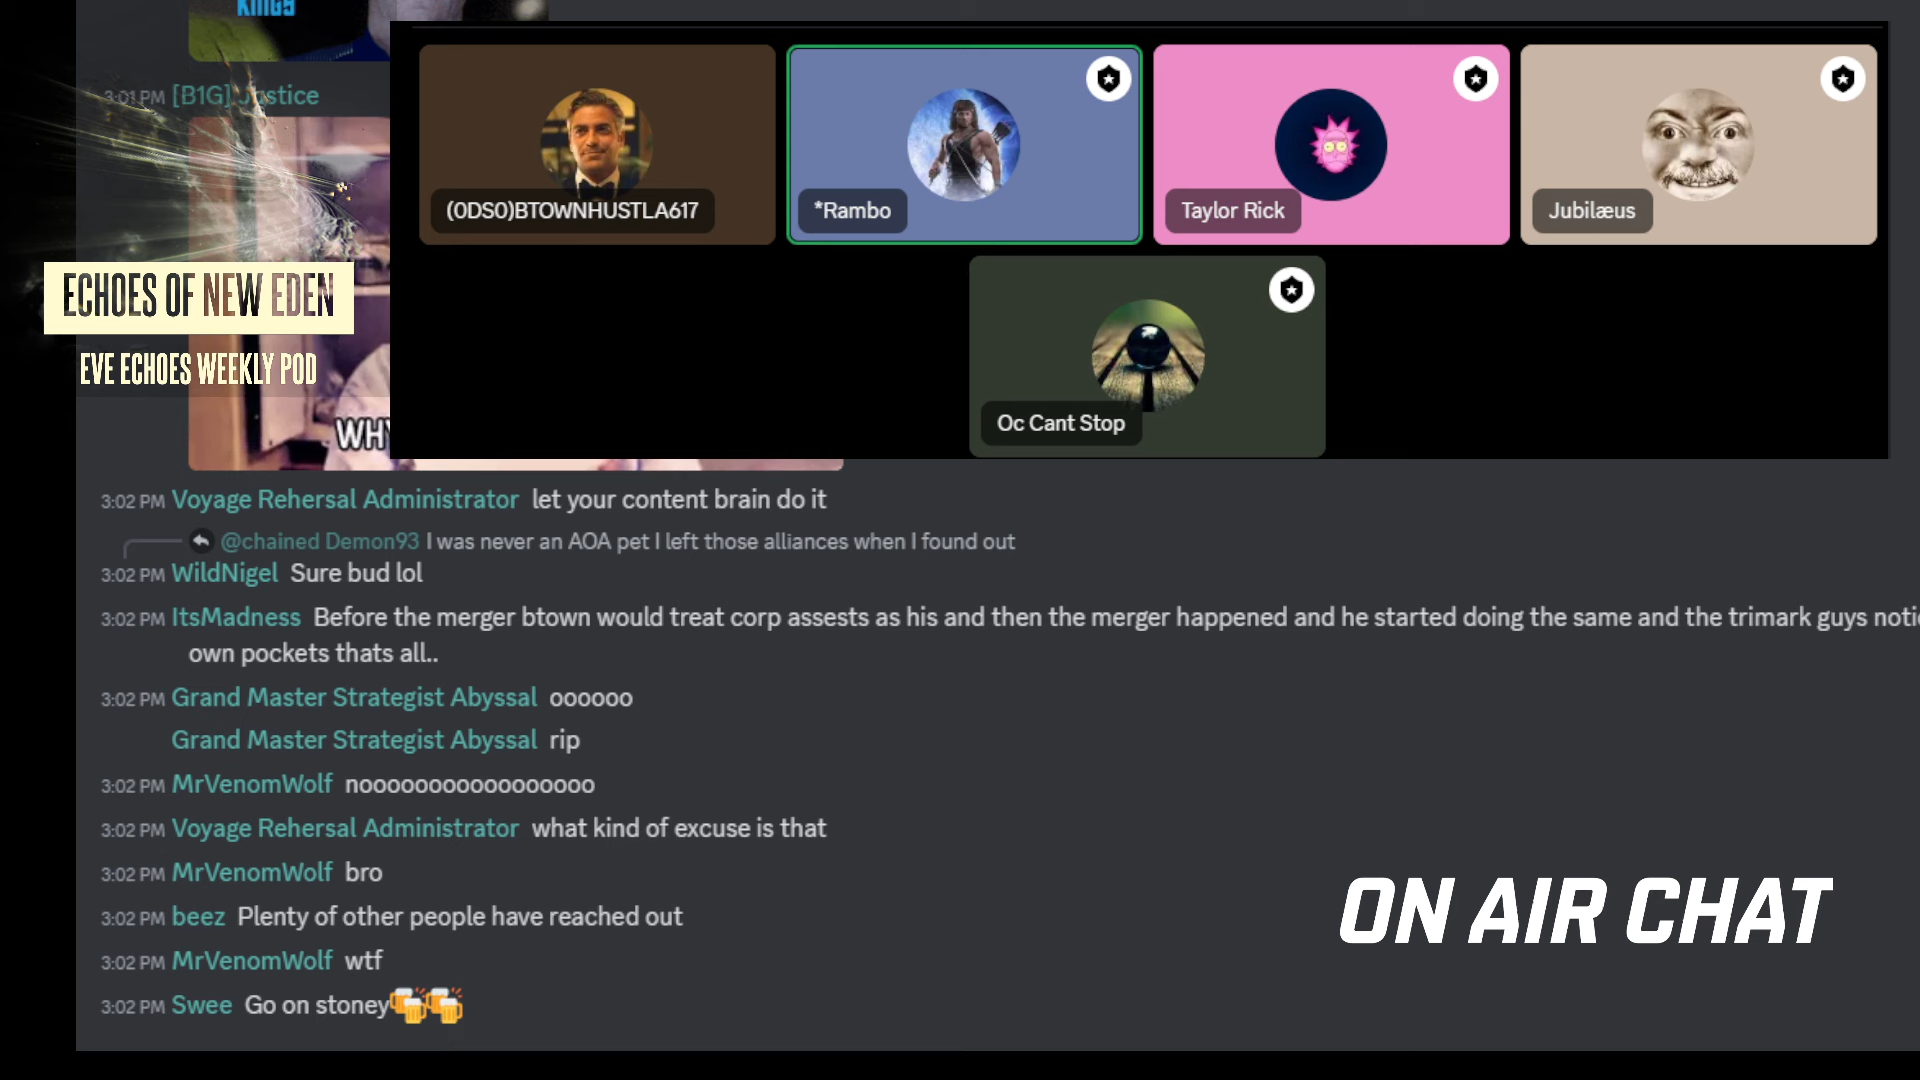 KINGS
3:01 PM [B1G] Justice
(0DS0)BTOWNHUSTLA617
*Rambo
Taylor Rick
Jubilæus
ECHOES OF NEW EDEN
EVE ECHOES WEEKLY POD
Oc Cant Stop
3:02 PM Voyage Rehersal Administrator let your content brain do it
@chained Demon93 I was never an AOA pet I left those alliances when I found out
3:02 PM WildNigel Sure bud lol
3:02 PM ItsMadness Before the merger btown would treat corp assests as his and then the merger happened and he started doing the same and the trimark guys
own pockets thats all..
3:02 PM Grand Master Strategist Abyssal oooooo
Grand Master Strategist Abyssal rip
3:02 PM MrVenomWolf noooooooooooooooooo
3:02 PM Voyage Rehersal Administrator what kind of excuse is that
3:02 PM MrVenomWolf bro
3:02 PM beez Plenty of other people have reached out
3:02 PM MrVenomWolf wtf
3:02 PM Swee Go on stoney🍻🍻
ON AIR CHAT